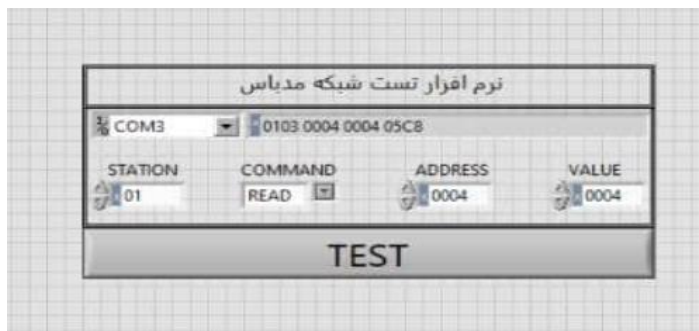 نرم افزار تست شبکه مدباس
COM3 0103 0004 0004 05C8
STATION COMMAND ADDRESS VALUE
01 READ 0004 0004
TEST